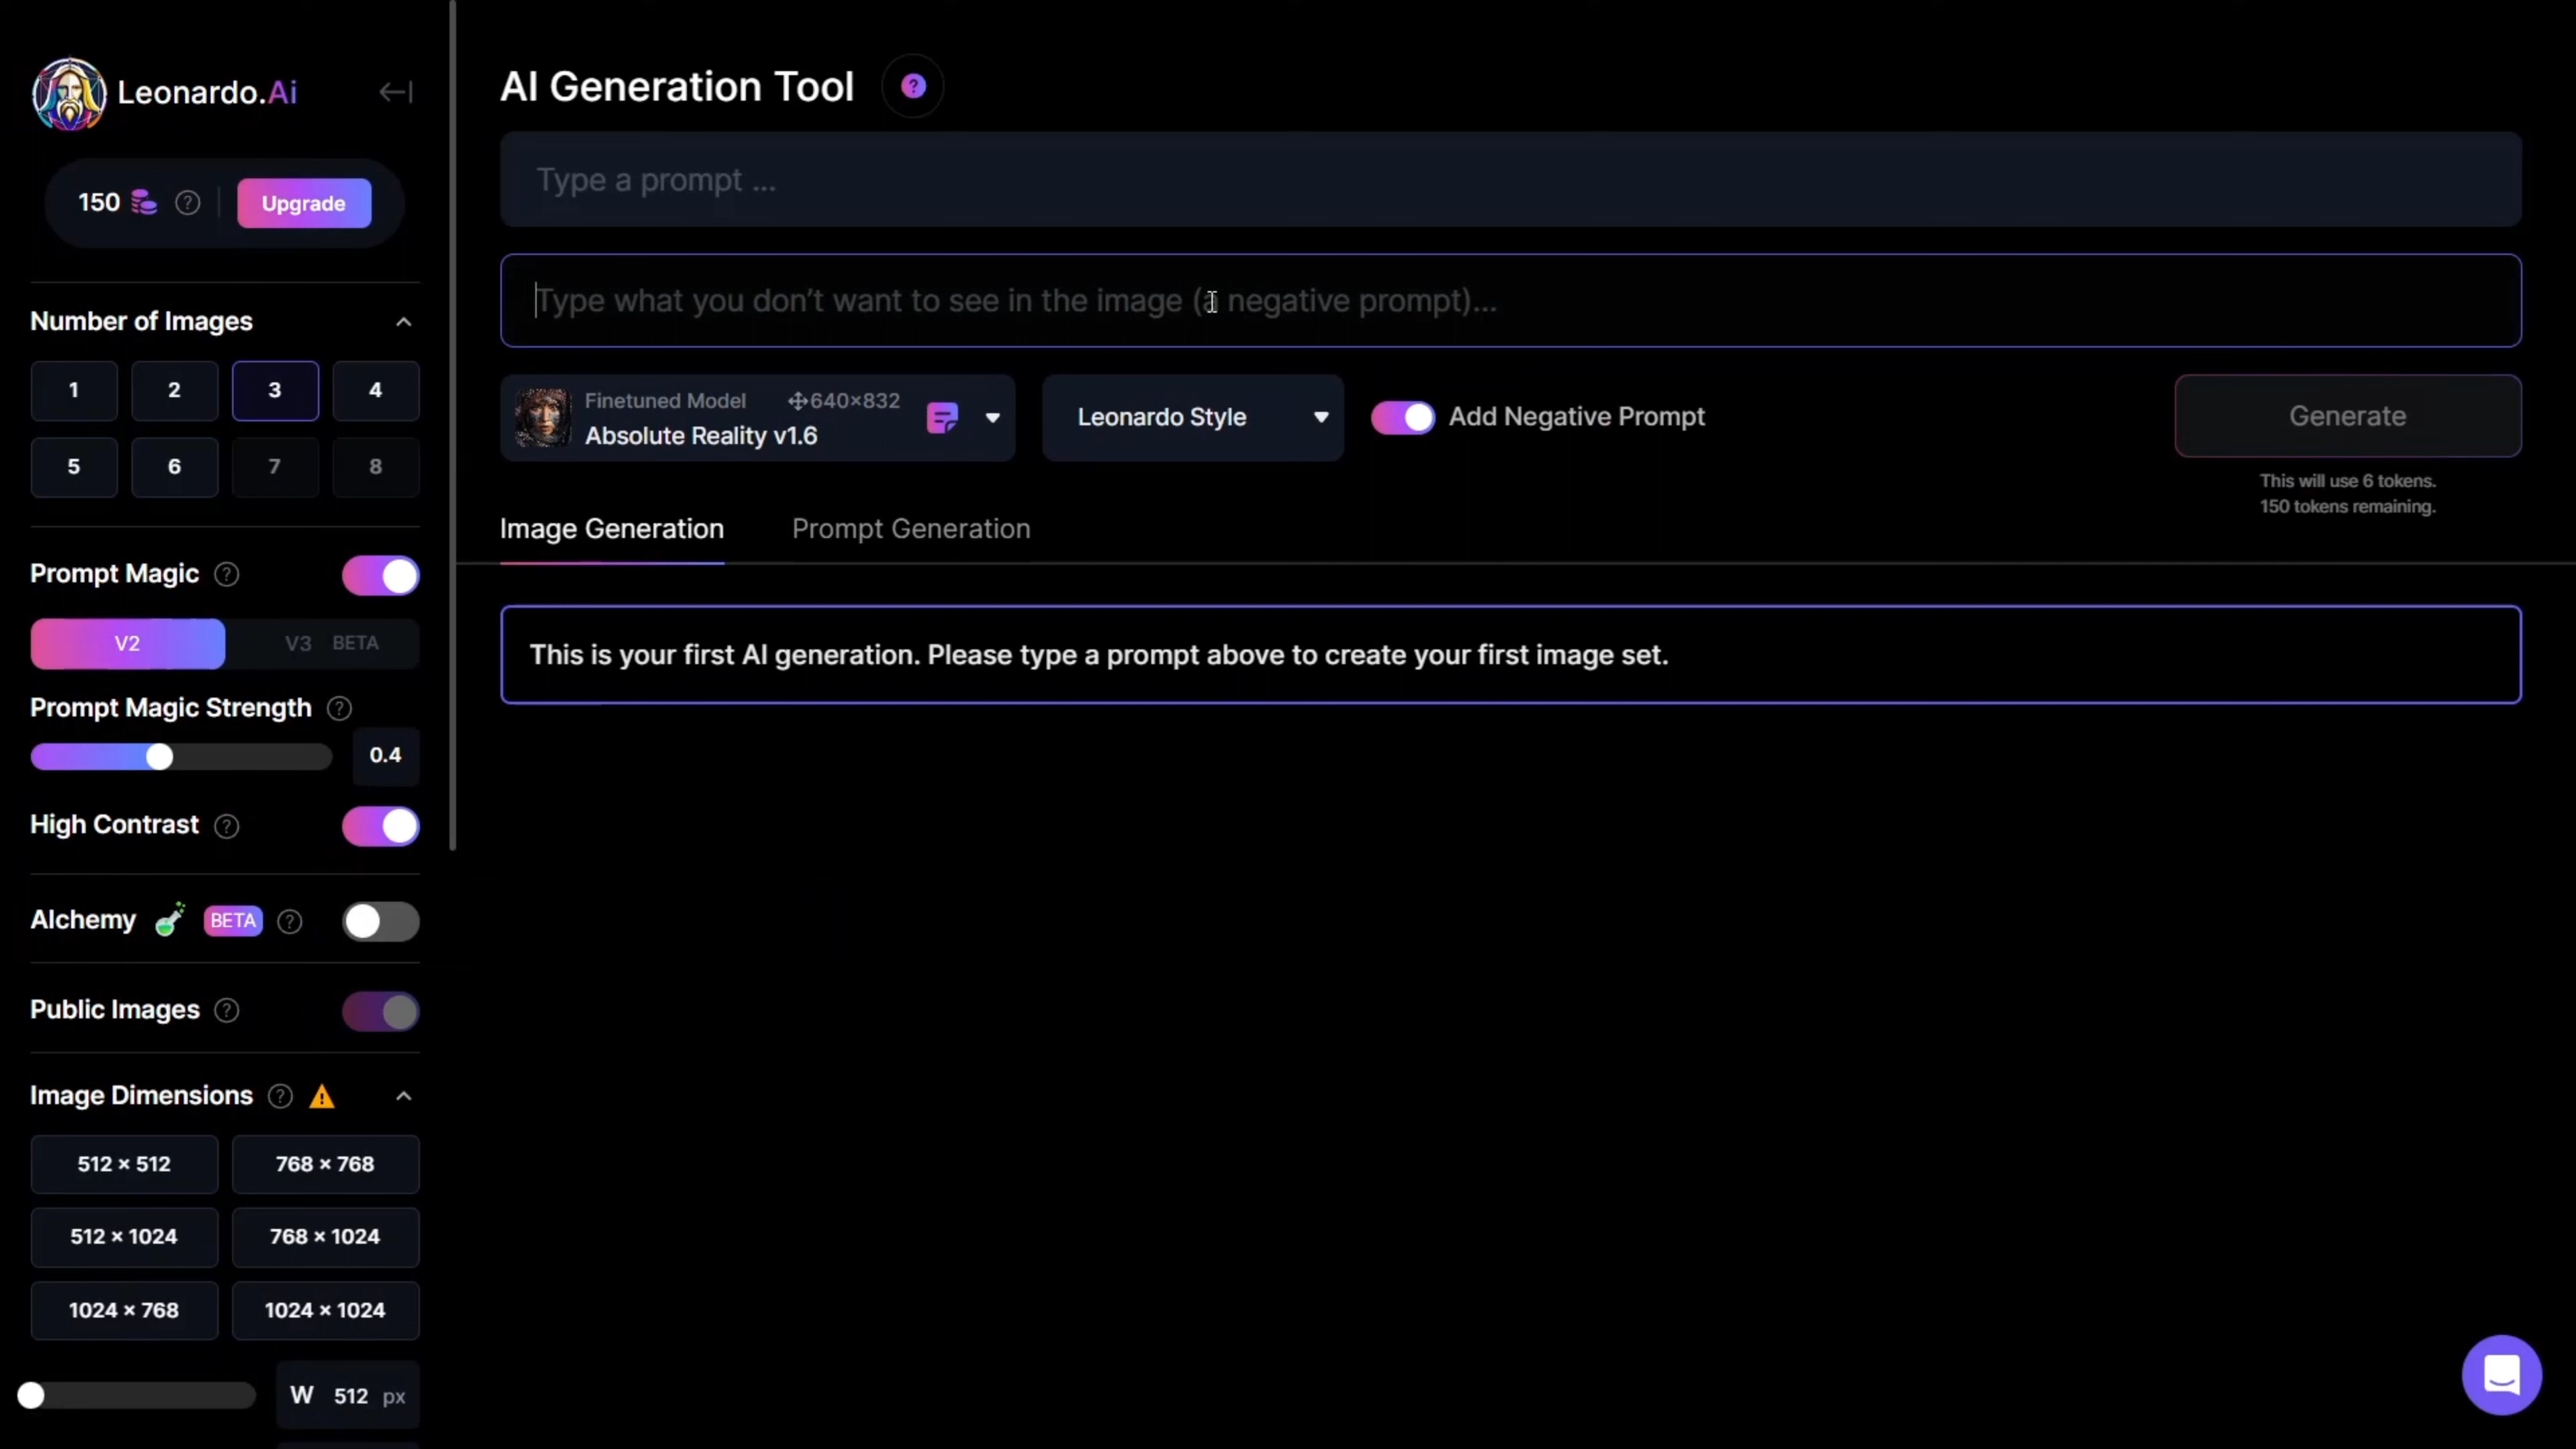 Leonardo.Ai
150
Upgrade
Number of Images
1 2 3 4
5 6 7 8
Prompt Magic
V2 V3 BETA
Prompt Magic Strength
0.4
High Contrast
Alchemy BETA
Public Images
Image Dimensions
512 × 512 768 × 768
512 × 1024 768 × 1024
1024 × 768 1024 × 1024
W 512 px
AI Generation Tool
Type a prompt ...
Type what you don't want to see in the image (a negative prompt)...
Finetuned Model 640×832
Absolute Reality v1.6
Leonardo Style
Add Negative Prompt
Generate
This will use 6 tokens.
150 tokens remaining.
Image Generation Prompt Generation
This is your first AI generation. Please type a prompt above to create your first image set.